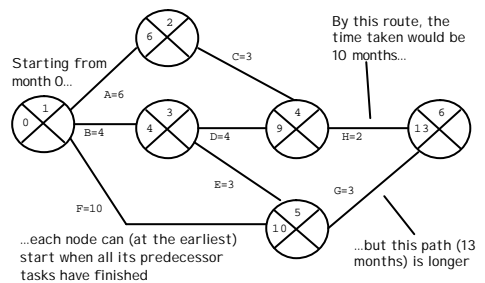 By this route, the
time taken would be
10 months...
2
6
C=3
Starting from
month 0...
A=6
1
0
3
4
4
9
6
13
B=4
D=4
H=2
E=3
G=3
F=10
5
10
...each node can (at the earliest)
start when all its predecessor
tasks have finished
...but this path (13
months) is longer